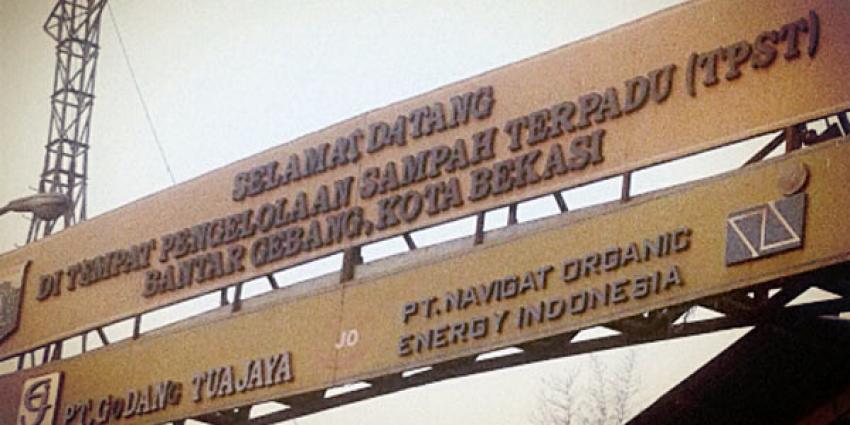 SELAMAT DATANG
DI TEMPAT PENGELOLAAN SAMPAH TERPADU (TPST)
BANTAR GEBANG, KOTA BEKASI
PT. GODANG TUA JAYA
JO
PT. NAVIGAT ORGANIC
ENERGY INDONESIA